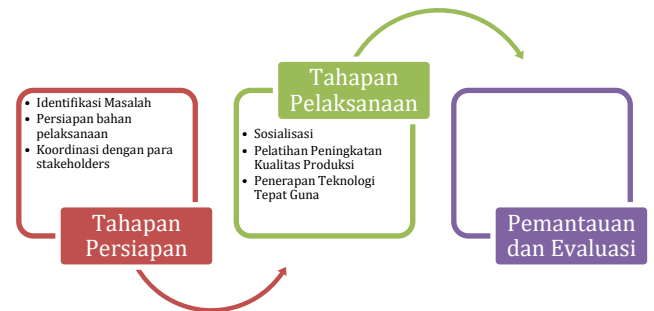 • Identifikasi Masalah
• Persiapan bahan
pelaksanaan
• Koordinasi dengan para
stakeholders
Tahapan
Persiapan
Tahapan
Pelaksanaan
• Sosialisasi
• Pelatihan Peningkatan
Kualitas Produksi
• Penerapan Teknologi
Tepat Guna
Pemantauan
dan Evaluasi